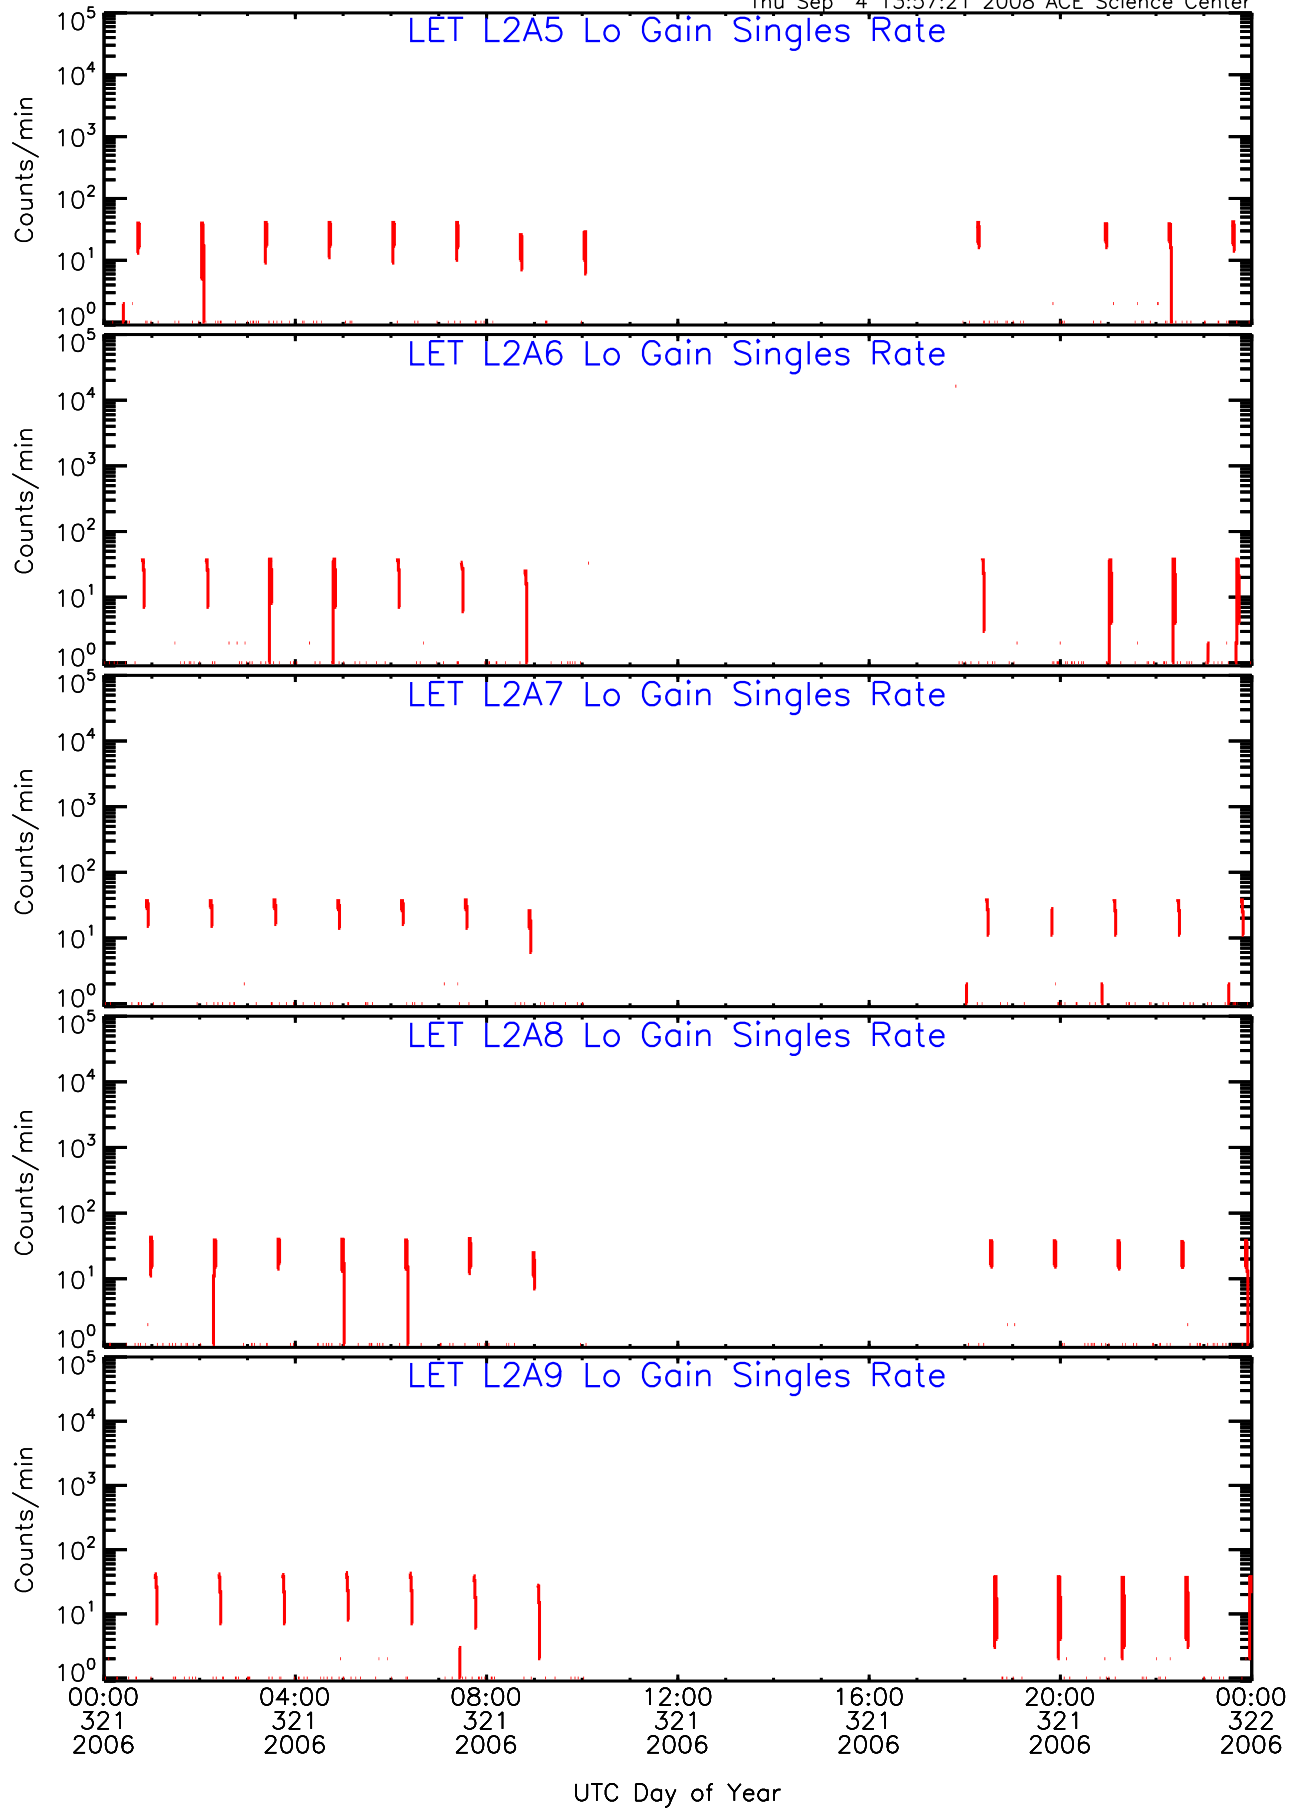 Thu Sep 4 13:57:21 2008 ACE Science Center
LET L2A5 Lo Gain Singles Rate
10^5
10^4
10^3
10^2
10^1
10^0
Counts/min
LET L2A6 Lo Gain Singles Rate
10^5
10^4
10^3
10^2
10^1
10^0
Counts/min
LET L2A7 Lo Gain Singles Rate
10^5
10^4
10^3
10^2
10^1
10^0
Counts/min
LET L2A8 Lo Gain Singles Rate
10^5
10^4
10^3
10^2
10^1
10^0
Counts/min
LET L2A9 Lo Gain Singles Rate
10^5
10^4
10^3
10^2
10^1
10^0
Counts/min
00:00 04:00 08:00 12:00 16:00 20:00 00:00
321 321 321 321 321 321 322
2006 2006 2006 2006 2006 2006 2006
UTC Day of Year